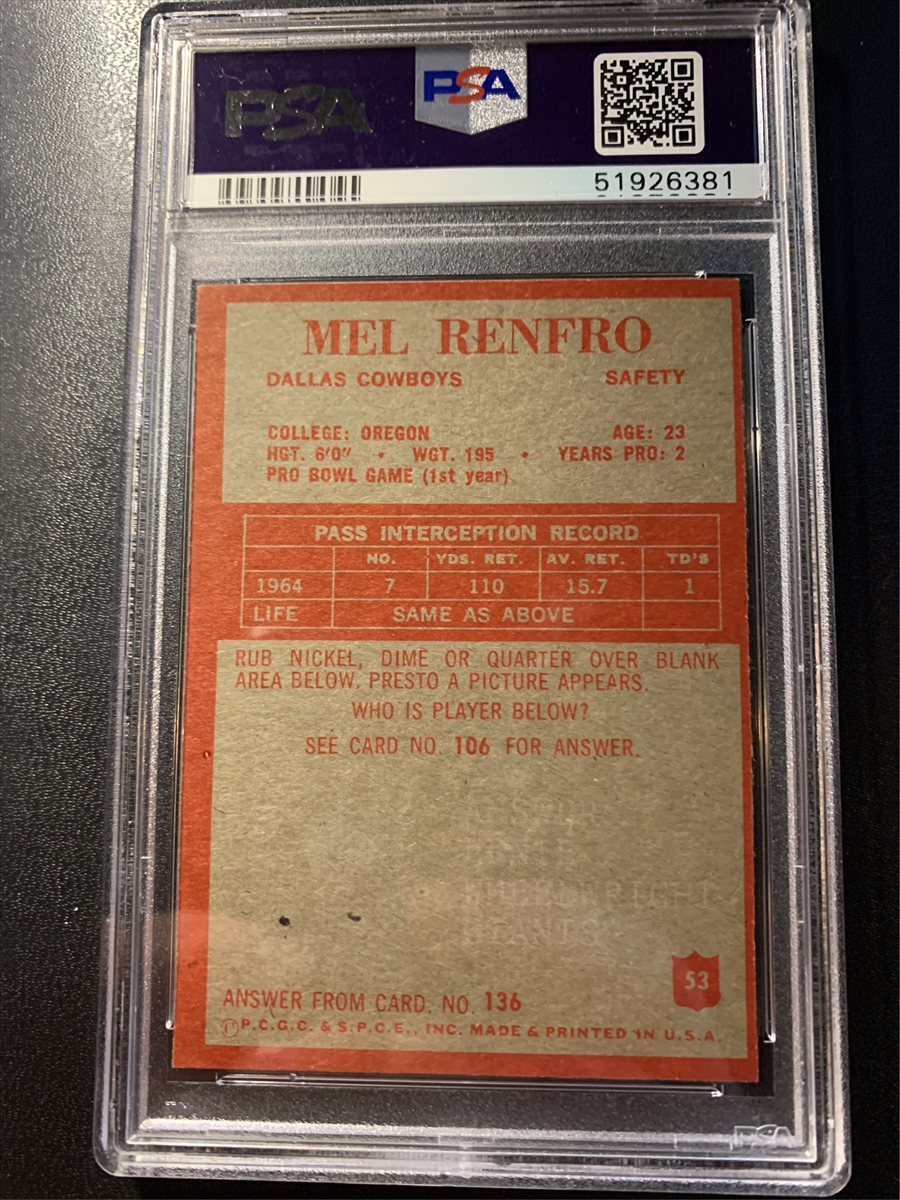 PSA
PSA
51926381
MEL RENFRO
DALLAS COWBOYS SAFETY
COLLEGE: OREGON AGE: 23
HGT. 6'0" • WGT. 195 • YEARS PRO: 2
PRO BOWL GAME (1st year)
PASS INTERCEPTION RECORD
NO. YDS. RET. AV. RET. TD'S
1964 7 110 15.7 1
LIFE SAME AS ABOVE
RUB NICKEL, DIME OR QUARTER OVER BLANK
AREA BELOW. PRESTO A PICTURE APPEARS.
WHO IS PLAYER BELOW?
SEE CARD NO. 106 FOR ANSWER.
ERNIE
WHEELWRIGHT
GIANTS
53
ANSWER FROM CARD. NO. 136
©P.C.G.C. & S.P.C.E., INC. MADE & PRINTED IN U.S.A.
PSA